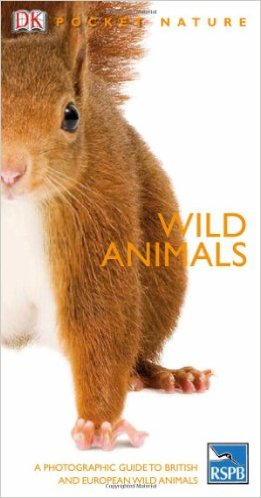 DK POCKET NATURE
WILD
ANIMALS
A PHOTOGRAPHIC GUIDE TO BRITISH
AND EUROPEAN WILD ANIMALS
RSPB